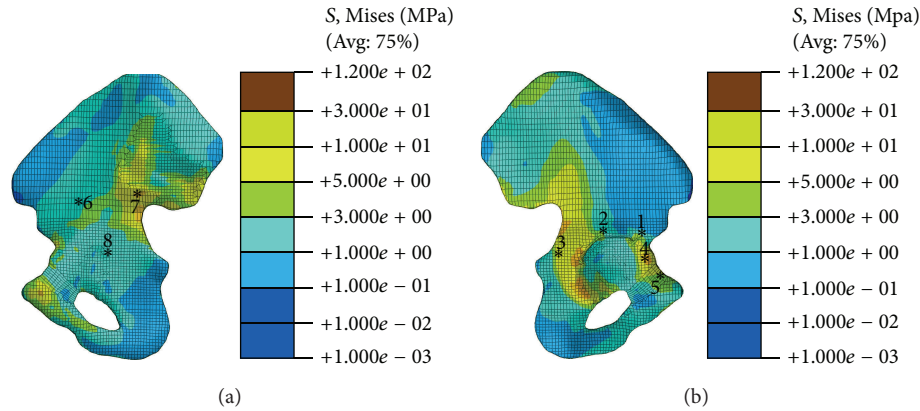 S, Mises (MPa)
(Avg: 75%)
+1.200e + 02
+3.000e + 01
+1.000e + 01
+5.000e + 00
+3.000e + 00
+1.000e + 00
+1.000e − 01
+1.000e − 02
+1.000e − 03
*6
*
7
8
*
(a)
S, Mises (Mpa)
(Avg: 75%)
+1.200e + 02
+3.000e + 01
+1.000e + 01
+5.000e + 00
+3.000e + 00
+1.000e + 00
+1.000e − 01
+1.000e − 02
+1.000e − 03
2
*
1
*
3
*
4
*
*
5
(b)